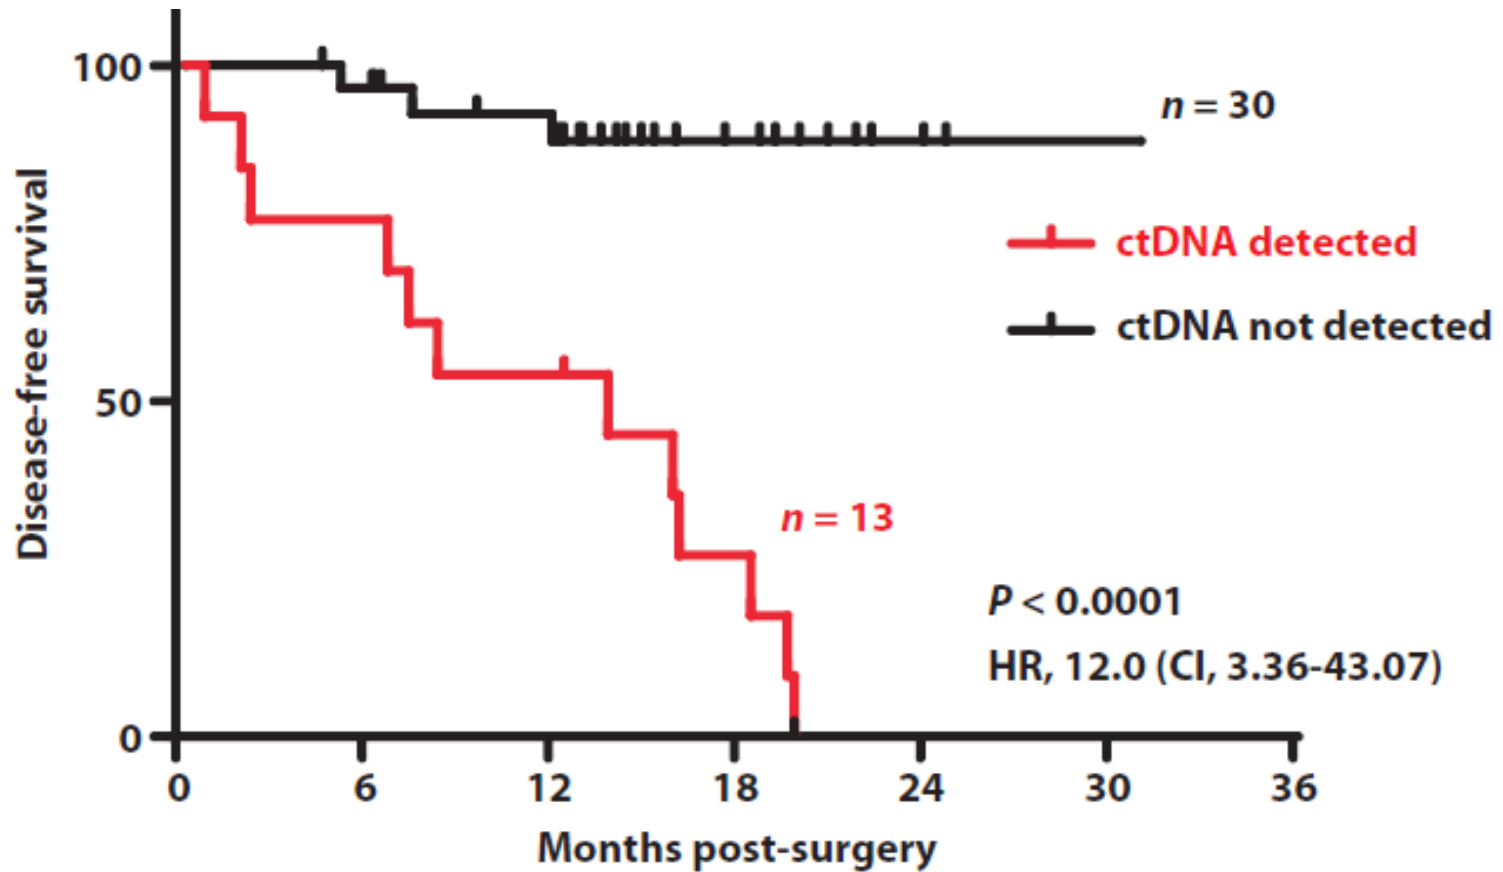 Disease-free survival
100
50
0
n = 30
ctDNA detected
ctDNA not detected
n = 13
P < 0.0001
HR, 12.0 (CI, 3.36-43.07)
0 6 12 18 24 30 36
Months post-surgery